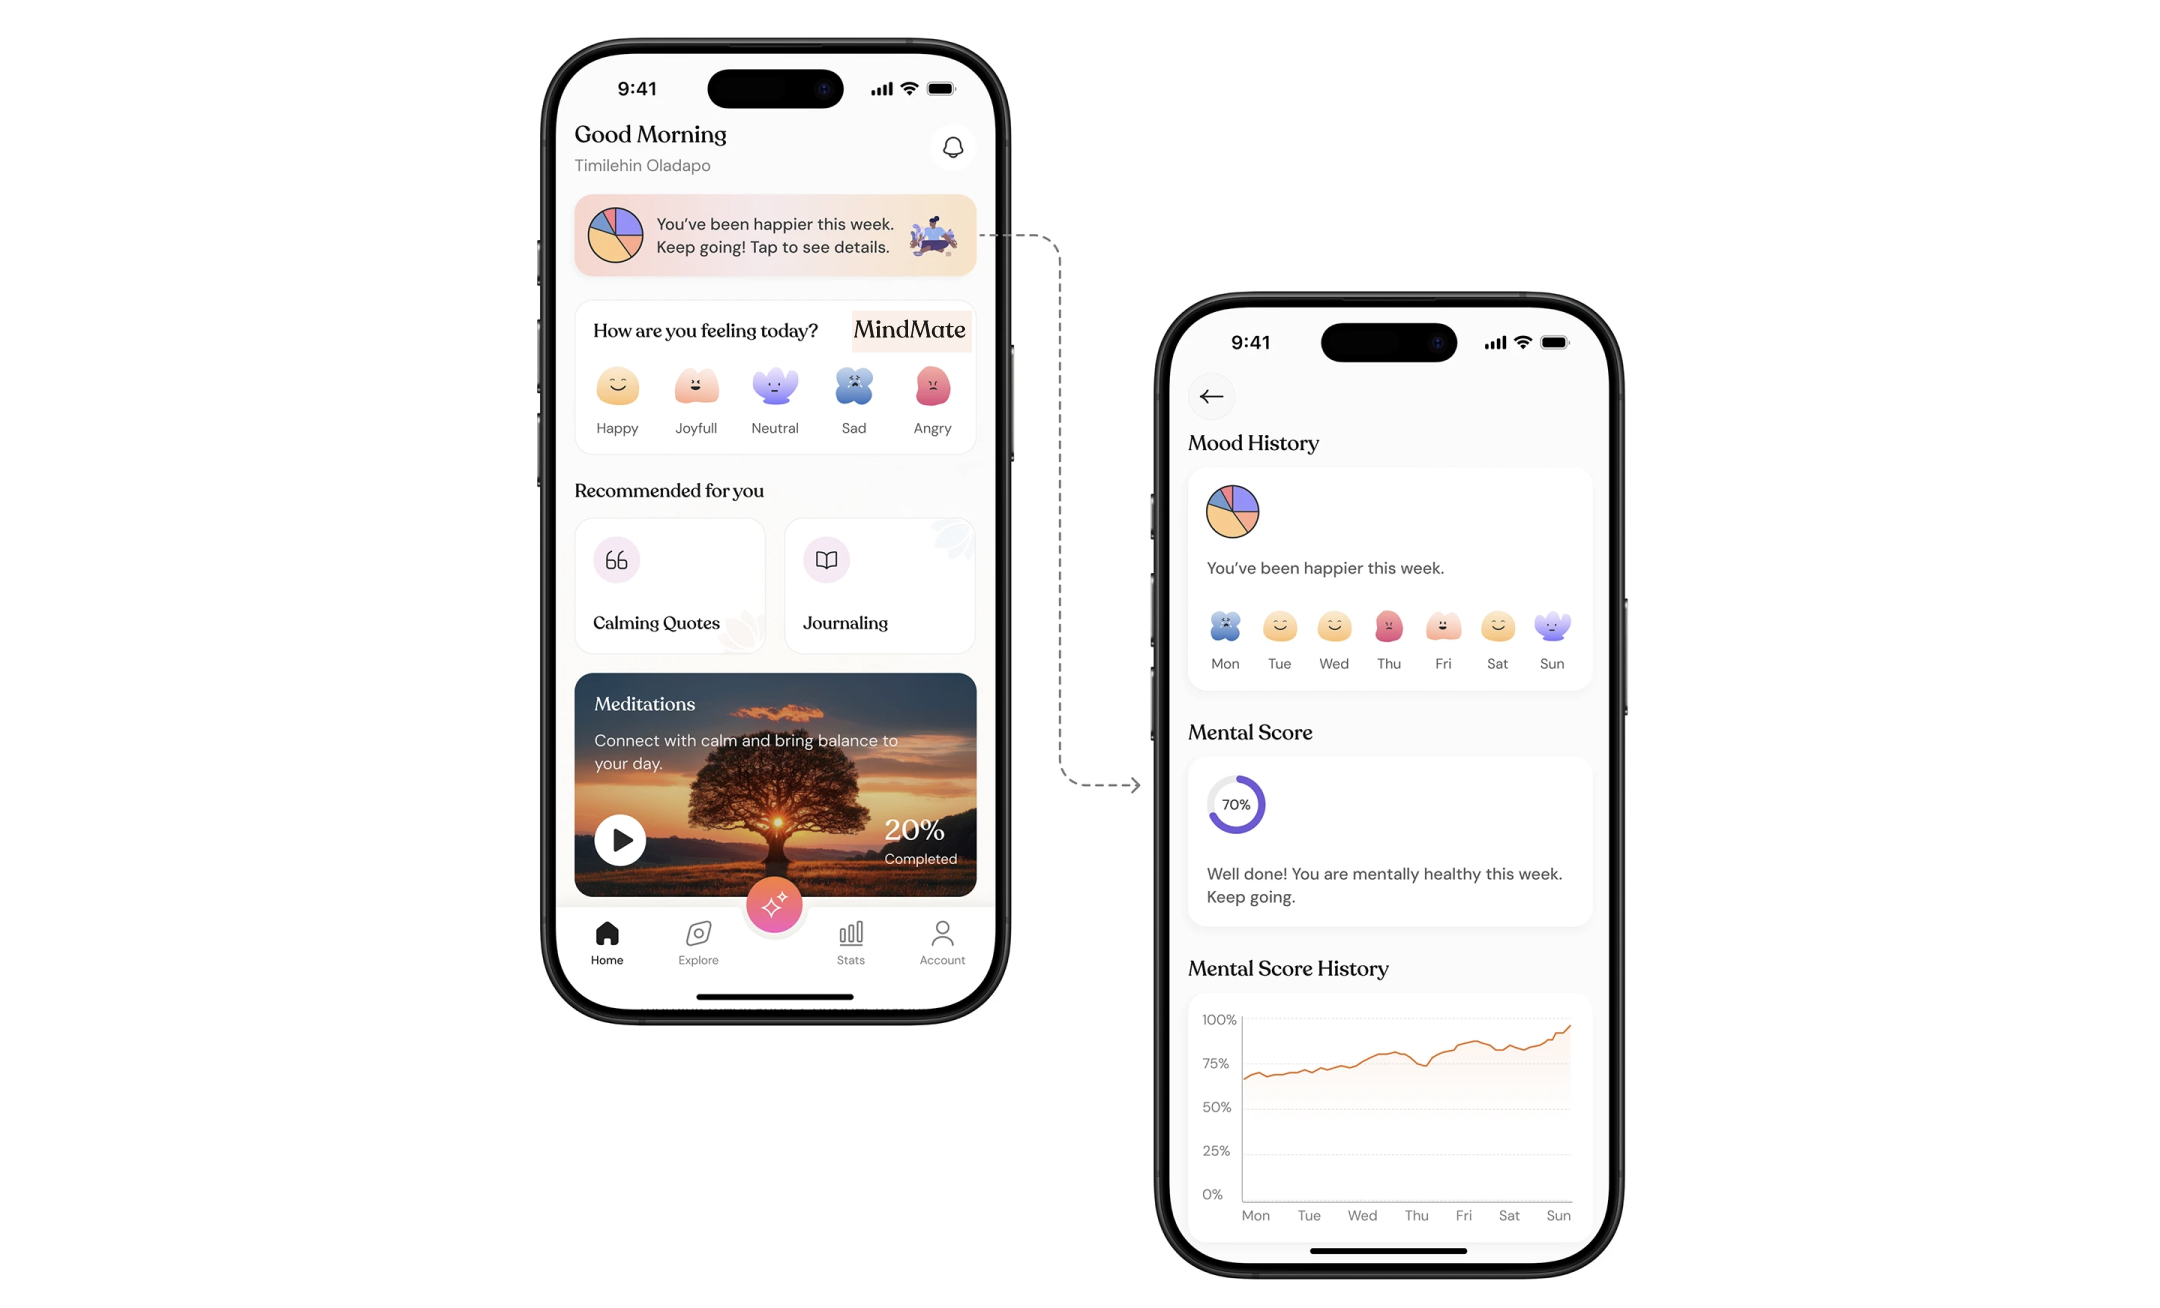 9:41
Good Morning
Timilehin Oladapo
You've been happier this week.
Keep going! Tap to see details.
How are you feeling today?
MindMate
Happy
Joyfull
Neutral
Sad
Angry
Recommended for you
Calming Quotes
Journaling
Meditations
Connect with calm and bring balance to
your day.
20%
Completed
Home
Explore
Stats
Account
9:41
Mood History
You've been happier this week.
Mon
Tue
Wed
Thu
Fri
Sat
Sun
Mental Score
70%
Well done! You are mentally healthy this week.
Keep going.
Mental Score History
100%
75%
50%
25%
0%
Mon
Tue
Wed
Thu
Fri
Sat
Sun